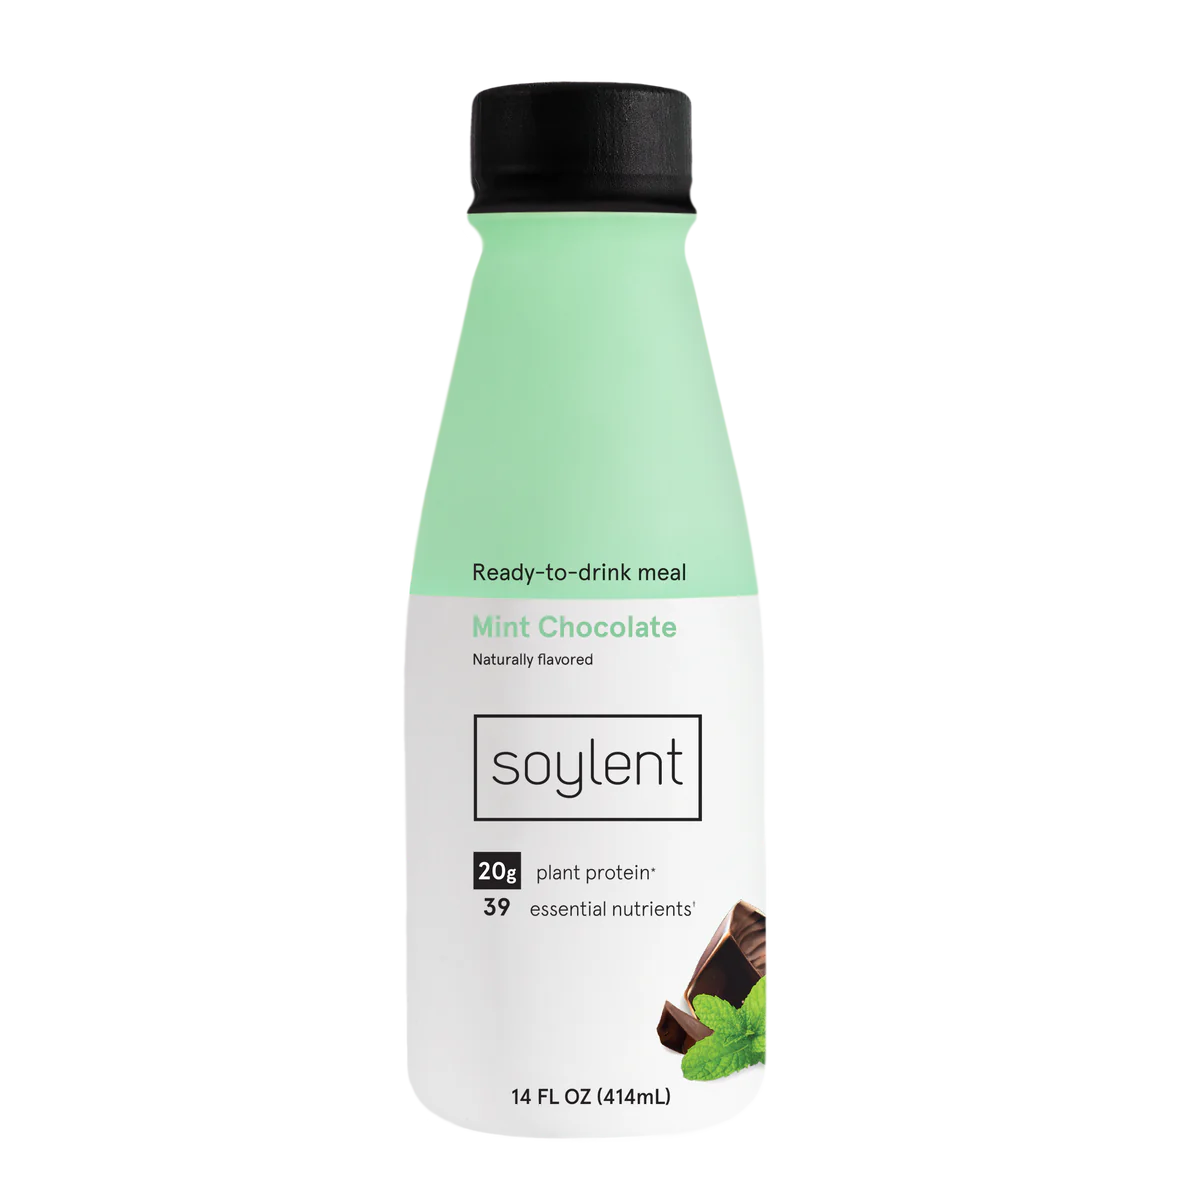 Ready-to-drink meal
Mint Chocolate
Naturally flavored
soylent
20g plant protein*
39 essential nutrients†
14 FL OZ (414mL)